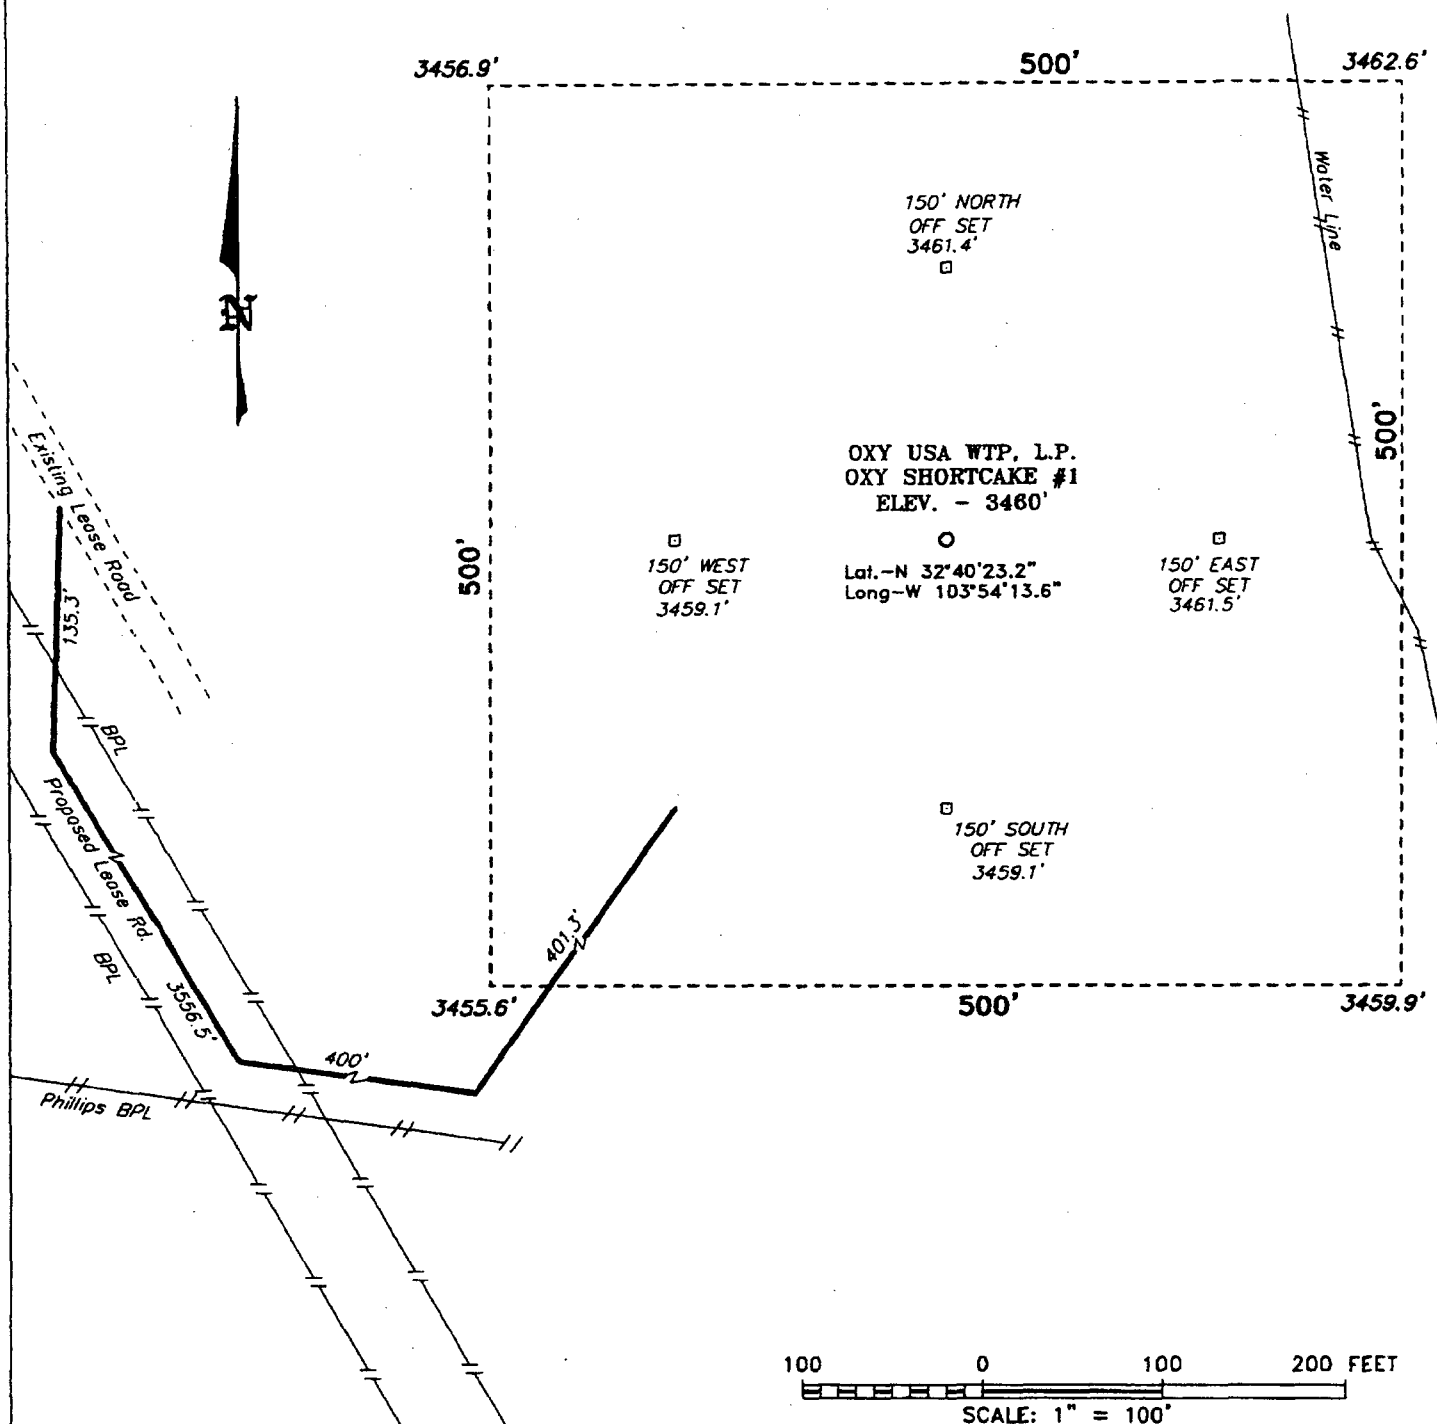 3456.9'
500'
3462.6'
Water Line
150' NORTH
OFF SET
3461.4'
N
Existing Lease Road
OXY USA WTP, L.P.
OXY SHORTCAKE #1
ELEV. - 3460'
500'
500'
150' WEST
OFF SET
3459.1'
Lat.-N 32°40'23.2"
Long-W 103°54'13.6"
150' EAST
OFF SET
3461.5'
135.3'
BPL
Proposed Lease Rd.
150' SOUTH
OFF SET
3459.1'
BPL
401.3'
3556.5'
3455.6'
500'
3459.9'
400'
Phillips BPL
100 0 100 200 FEET
SCALE: 1" = 100'